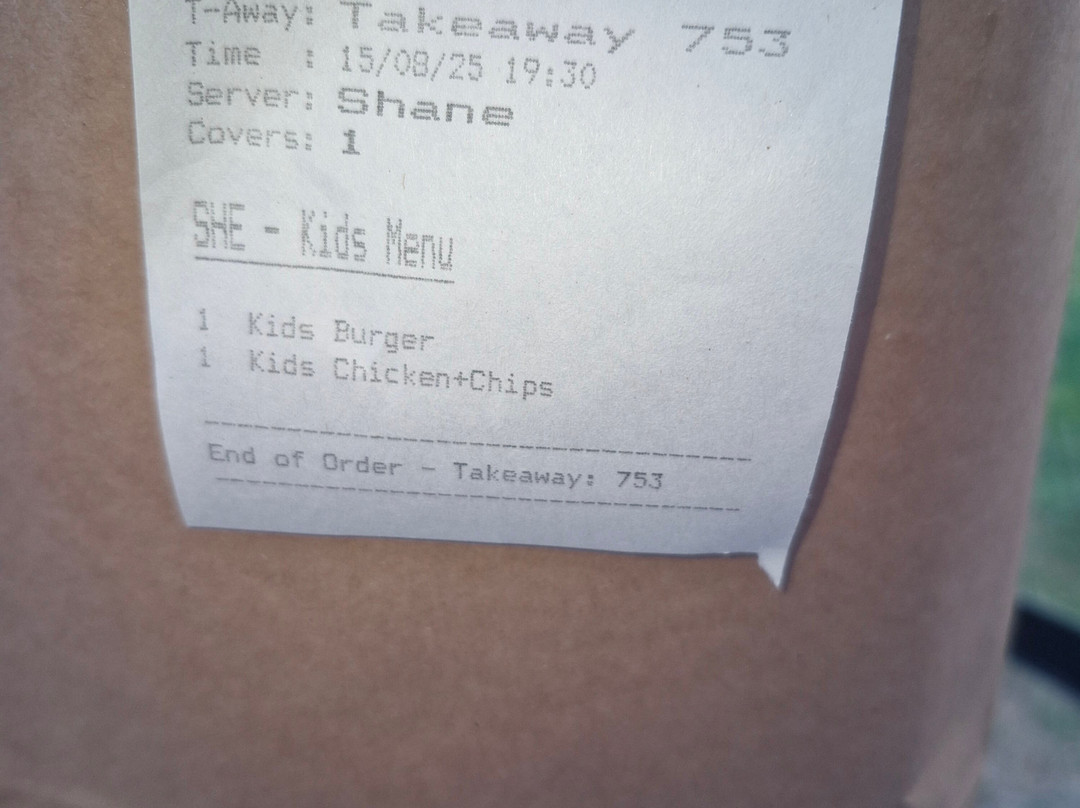 T-Away: Takeaway 753
Time : 15/08/25 19:30
Server: Shane
Covers: 1
SHE - Kids Menu
1 Kids Burger
1 Kids Chicken+Chips
End of Order - Takeaway: 753